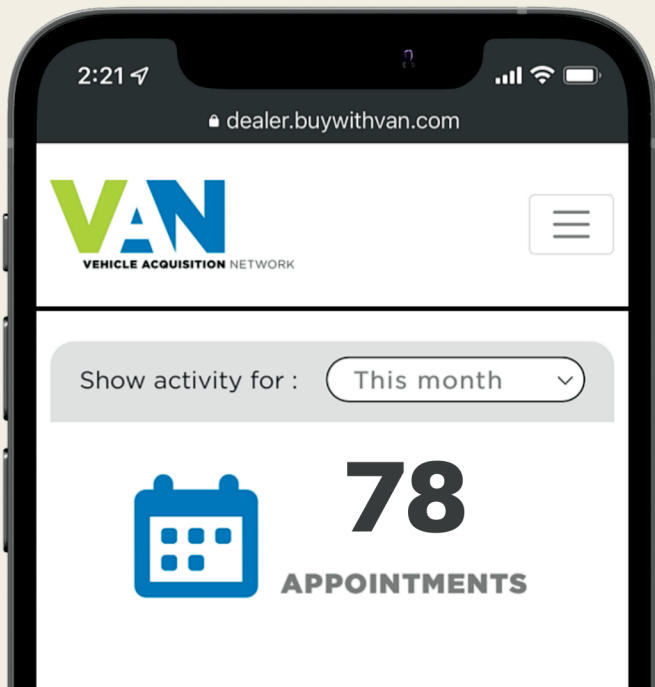 2:21
dealer.buywithvan.com
VAN
VEHICLE ACQUISITION NETWORK
Show activity for :
This month
78
APPOINTMENTS